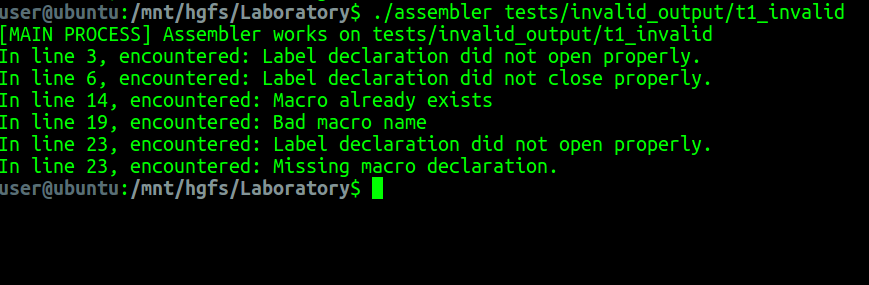 user@ubuntu:/mnt/hgfs/Laboratory$ ./assembler tests/invalid_output/t1_invalid
[MAIN PROCESS] Assembler works on tests/invalid_output/t1_invalid
In line 3, encountered: Label declaration did not open properly.
In line 6, encountered: Label declaration did not close properly.
In line 14, encountered: Macro already exists
In line 19, encountered: Bad macro name
In line 23, encountered: Label declaration did not open properly.
In line 23, encountered: Missing macro declaration.
user@ubuntu:/mnt/hgfs/Laboratory$